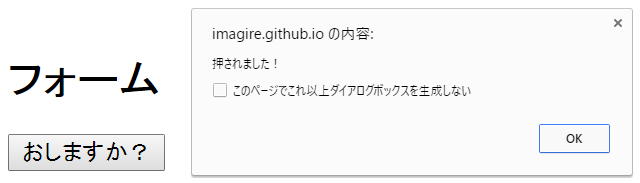 フォーム
おしますか？
imagire.github.io の内容:
押されました！
このページでこれ以上ダイアログボックスを生成しない
OK